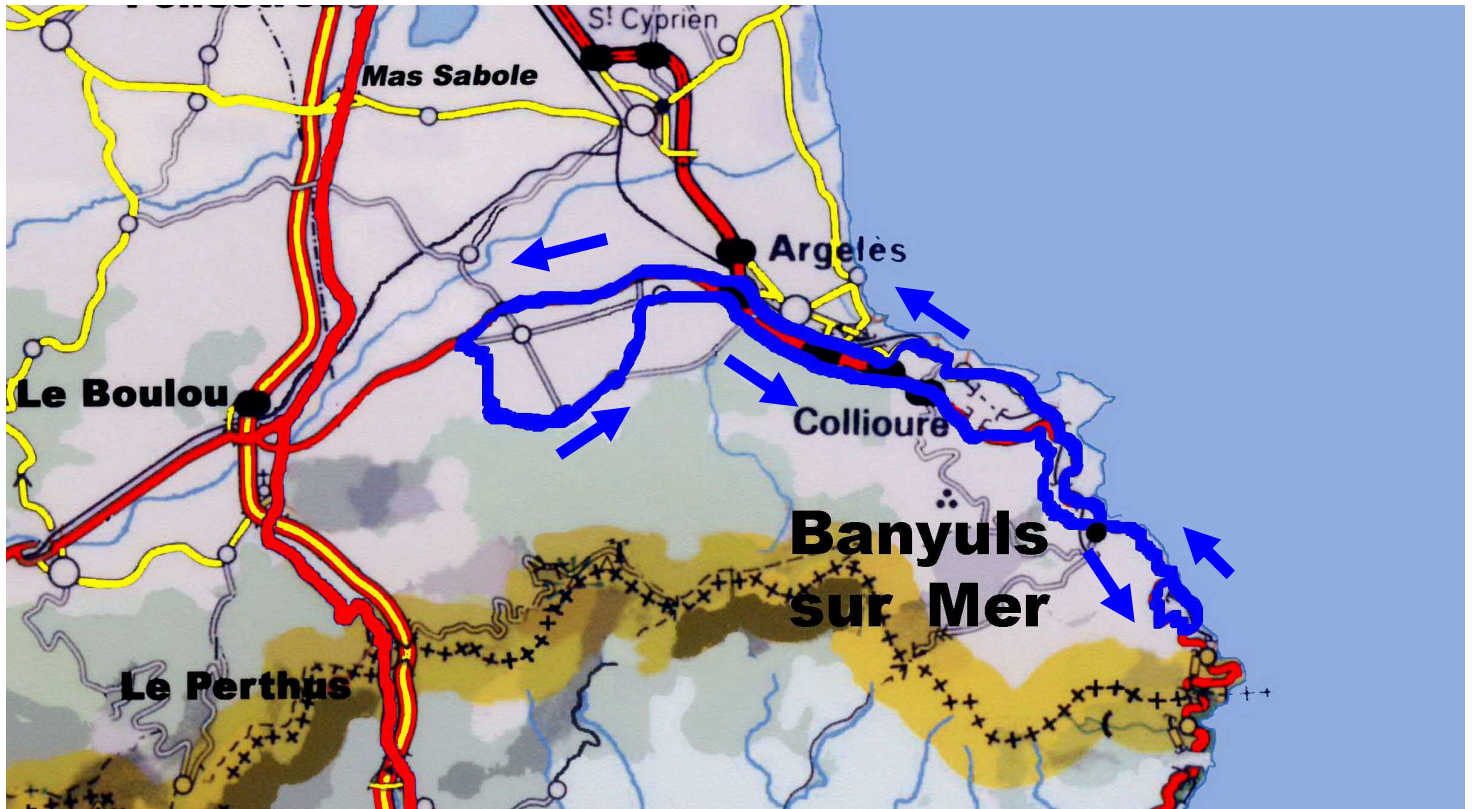 St Cyprien
Mas Sabole
Argelès
Le Boulou
Collioure
Banyuls
sur Mer
Le Perthus